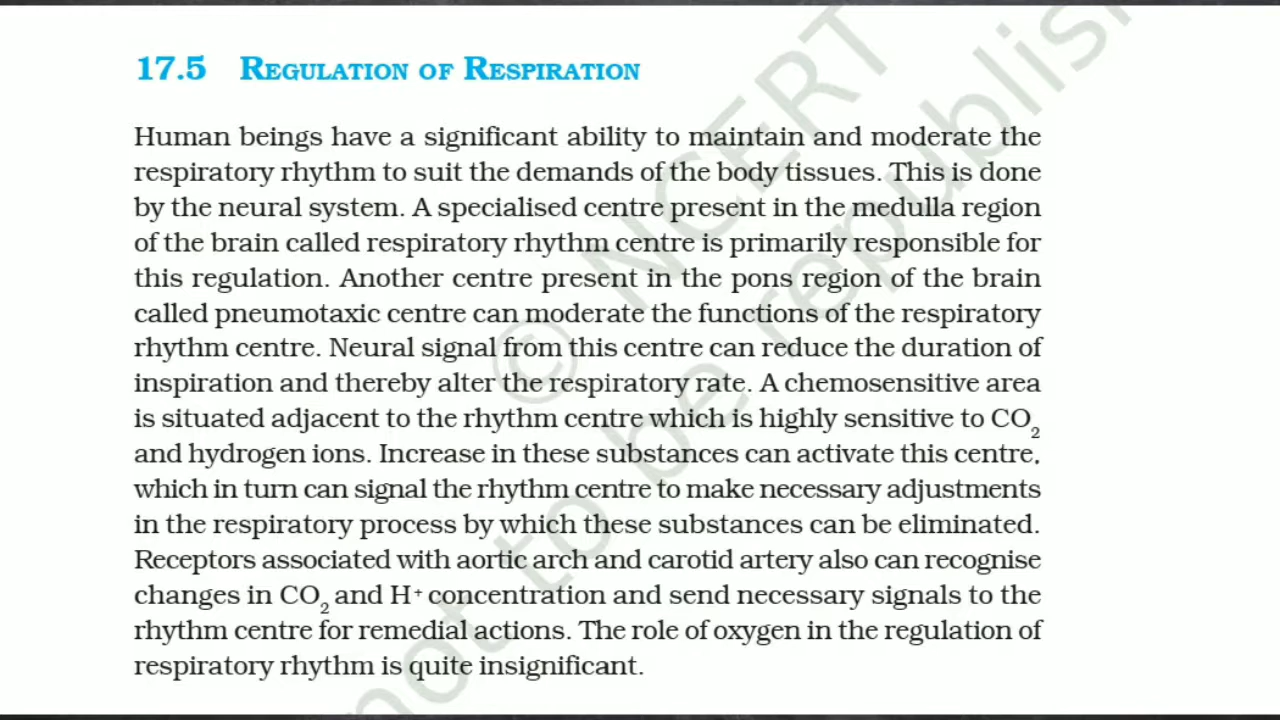 17.5 REGULATION OF RESPIRATION
Human beings have a significant ability to maintain and moderate the
respiratory rhythm to suit the demands of the body tissues. This is done
by the neural system. A specialised centre present in the medulla region
of the brain called respiratory rhythm centre is primarily responsible for
this regulation. Another centre present in the pons region of the brain
called pneumotaxic centre can moderate the functions of the respiratory
rhythm centre. Neural signal from this centre can reduce the duration of
inspiration and thereby alter the respiratory rate. A chemosensitive area
is situated adjacent to the rhythm centre which is highly sensitive to CO₂
and hydrogen ions. Increase in these substances can activate this centre,
which in turn can signal the rhythm centre to make necessary adjustments
in the respiratory process by which these substances can be eliminated.
Receptors associated with aortic arch and carotid artery also can recognise
changes in CO₂ and H⁺ concentration and send necessary signals to the
rhythm centre for remedial actions. The role of oxygen in the regulation of
respiratory rhythm is quite insignificant.
© NCERT
not to be republish